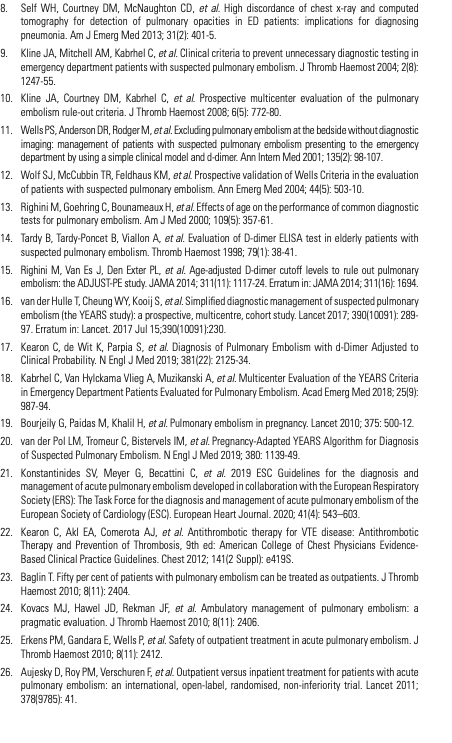 8. Self WH, Courtney DM, McNaughton CD, et al. High discordance of chest x-ray and computed
tomography for detection of pulmonary opacities in ED patients: implications for diagnosing
pneumonia. Am J Emerg Med 2013; 31(2): 401-5.
9. Kline JA, Mitchell AM, Kabrhel C, et al. Clinical criteria to prevent unnecessary diagnostic testing in
emergency department patients with suspected pulmonary embolism. J Thromb Haemost 2004; 2(8):
1247-55.
10. Kline JA, Courtney DM, Kabrhel C, et al. Prospective multicenter evaluation of the pulmonary
embolism rule-out criteria. J Thromb Haemost 2008; 6(5): 772-80.
11. Wells PS, Anderson DR, Rodger M, et al. Excluding pulmonary embolism at the bedside without diagnostic
imaging: management of patients with suspected pulmonary embolism presenting to the emergency
department by using a simple clinical model and d-dimer. Ann Intern Med 2001; 135(2): 98-107.
12. Wolf SJ, McCubbin TR, Feldhaus KM, et al. Prospective validation of Wells Criteria in the evaluation
of patients with suspected pulmonary embolism. Ann Emerg Med 2004; 44(5): 503-10.
13. Righini M, Goehring C, Bounameaux H, et al. Effects of age on the performance of common diagnostic
tests for pulmonary embolism. Am J Med 2000; 109(5): 357-61.
14. Tardy B, Tardy-Poncet B, Viallon A, et al. Evaluation of D-dimer ELISA test in elderly patients with
suspected pulmonary embolism. Thromb Haemost 1998; 79(1): 38-41.
15. Righini M, Van Es J, Den Exter PL, et al. Age-adjusted D-dimer cutoff levels to rule out pulmonary
embolism: the ADJUST-PE study. JAMA 2014; 311(11): 1117-24. Erratum in: JAMA 2014; 311(16): 1694.
16. van der Hulle T, Cheung WY, Kooij S, et al. Simplified diagnostic management of suspected pulmonary
embolism (the YEARS study): a prospective, multicentre, cohort study. Lancet 2017; 390(10091): 289-
97. Erratum in: Lancet. 2017 Jul 15;390(10091):230.
17. Kearon C, de Wit K, Parpia S, et al. Diagnosis of Pulmonary Embolism with d-Dimer Adjusted to
Clinical Probability. N Engl J Med 2019; 381(22): 2125-34.
18. Kabrhel C, Van Hylckama Vlieg A, Muzikanski A, et al. Multicenter Evaluation of the YEARS Criteria
in Emergency Department Patients Evaluated for Pulmonary Embolism. Acad Emerg Med 2018; 25(9):
987-94.
19. Bourjeily G, Paidas M, Khalil H, et al. Pulmonary embolism in pregnancy. Lancet 2010; 375: 500-12.
20. van der Pol LM, Tromeur C, Bistervels IM, et al. Pregnancy-Adapted YEARS Algorithm for Diagnosis
of Suspected Pulmonary Embolism. N Engl J Med 2019; 380: 1139-49.
21. Konstantinides SV, Meyer G, Becattini C, et al. 2019 ESC Guidelines for the diagnosis and
management of acute pulmonary embolism developed in collaboration with the European Respiratory
Society (ERS): The Task Force for the diagnosis and management of acute pulmonary embolism of the
European Society of Cardiology (ESC). European Heart Journal. 2020; 41(4): 543–603.
22. Kearon C, Akl EA, Comerota AJ, et al. Antithrombotic therapy for VTE disease: Antithrombotic
Therapy and Prevention of Thrombosis, 9th ed: American College of Chest Physicians Evidence-
Based Clinical Practice Guidelines. Chest 2012; 141(2 Suppl): e419S.
23. Baglin T. Fifty per cent of patients with pulmonary embolism can be treated as outpatients. J Thromb
Haemost 2010; 8(11): 2404.
24. Kovacs MJ, Hawel JD, Rekman JF, et al. Ambulatory management of pulmonary embolism: a
pragmatic evaluation. J Thromb Haemost 2010; 8(11): 2406.
25. Erkens PM, Gandara E, Wells P, et al. Safety of outpatient treatment in acute pulmonary embolism. J
Thromb Haemost 2010; 8(11): 2412.
26. Aujesky D, Roy PM, Verschuren F, et al. Outpatient versus inpatient treatment for patients with acute
pulmonary embolism: an international, open-label, randomised, non-inferiority trial. Lancet 2011;
378(9785): 41.